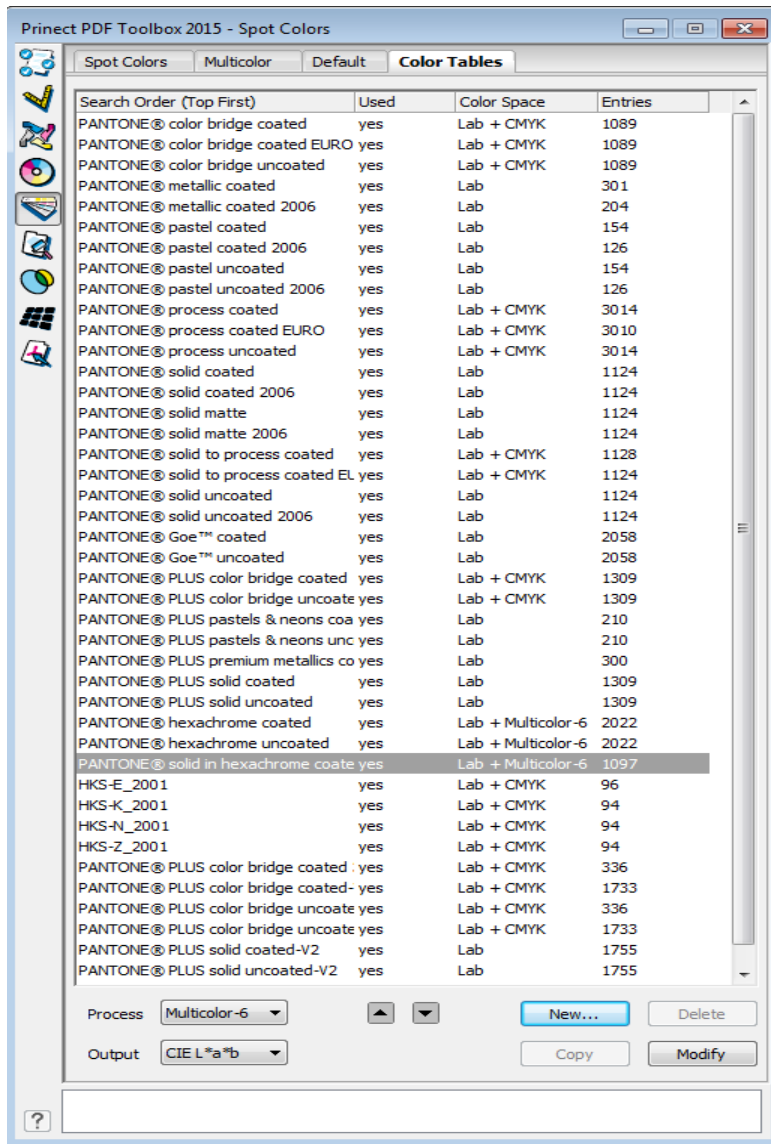 Prinect PDF Toolbox 2015 - Spot Colors
Spot Colors Multicolor Default Color Tables
Search Order (Top First) Used Color Space Entries
PANTONE® color bridge coated yes Lab + CMYK 1089
PANTONE® color bridge coated EURO yes Lab + CMYK 1089
PANTONE® color bridge uncoated yes Lab + CMYK 1089
PANTONE® metallic coated yes Lab 301
PANTONE® metallic coated 2006 yes Lab 204
PANTONE® pastel coated yes Lab 154
PANTONE® pastel coated 2006 yes Lab 126
PANTONE® pastel uncoated yes Lab 154
PANTONE® pastel uncoated 2006 yes Lab 126
PANTONE® process coated yes Lab + CMYK 3014
PANTONE® process coated EURO yes Lab + CMYK 3010
PANTONE® process uncoated yes Lab + CMYK 3014
PANTONE® solid coated yes Lab 1124
PANTONE® solid coated 2006 yes Lab 1124
PANTONE® solid matte yes Lab 1124
PANTONE® solid matte 2006 yes Lab 1124
PANTONE® solid to process coated yes Lab + CMYK 1128
PANTONE® solid to process coated EU yes Lab + CMYK 1124
PANTONE® solid uncoated yes Lab 1124
PANTONE® solid uncoated 2006 yes Lab 1124
PANTONE® Goe™ coated yes Lab 2058
PANTONE® Goe™ uncoated yes Lab 2058
PANTONE® PLUS color bridge coated yes Lab + CMYK 1309
PANTONE® PLUS color bridge uncoate yes Lab + CMYK 1309
PANTONE® PLUS pastels & neons coa yes Lab 210
PANTONE® PLUS pastels & neons unc yes Lab 210
PANTONE® PLUS premium metallics co yes Lab 300
PANTONE® PLUS solid coated yes Lab 1309
PANTONE® PLUS solid uncoated yes Lab 1309
PANTONE® hexachrome coated yes Lab + Multicolor-6 2022
PANTONE® hexachrome uncoated yes Lab + Multicolor-6 2022
PANTONE® solid in hexachrome coate yes Lab + Multicolor-6 1097
HKS-E_2001 yes Lab + CMYK 96
HKS-K_2001 yes Lab + CMYK 94
HKS-N_2001 yes Lab + CMYK 94
HKS-Z_2001 yes Lab + CMYK 94
PANTONE® PLUS color bridge coated yes Lab + CMYK 336
PANTONE® PLUS color bridge coated- yes Lab + CMYK 1733
PANTONE® PLUS color bridge uncoate yes Lab + CMYK 336
PANTONE® PLUS color bridge uncoate yes Lab + CMYK 1733
PANTONE® PLUS solid coated-V2 yes Lab 1755
PANTONE® PLUS solid uncoated-V2 yes Lab 1755
Process Multicolor-6 New... Delete
Output CIE L*a*b Copy Modify
?